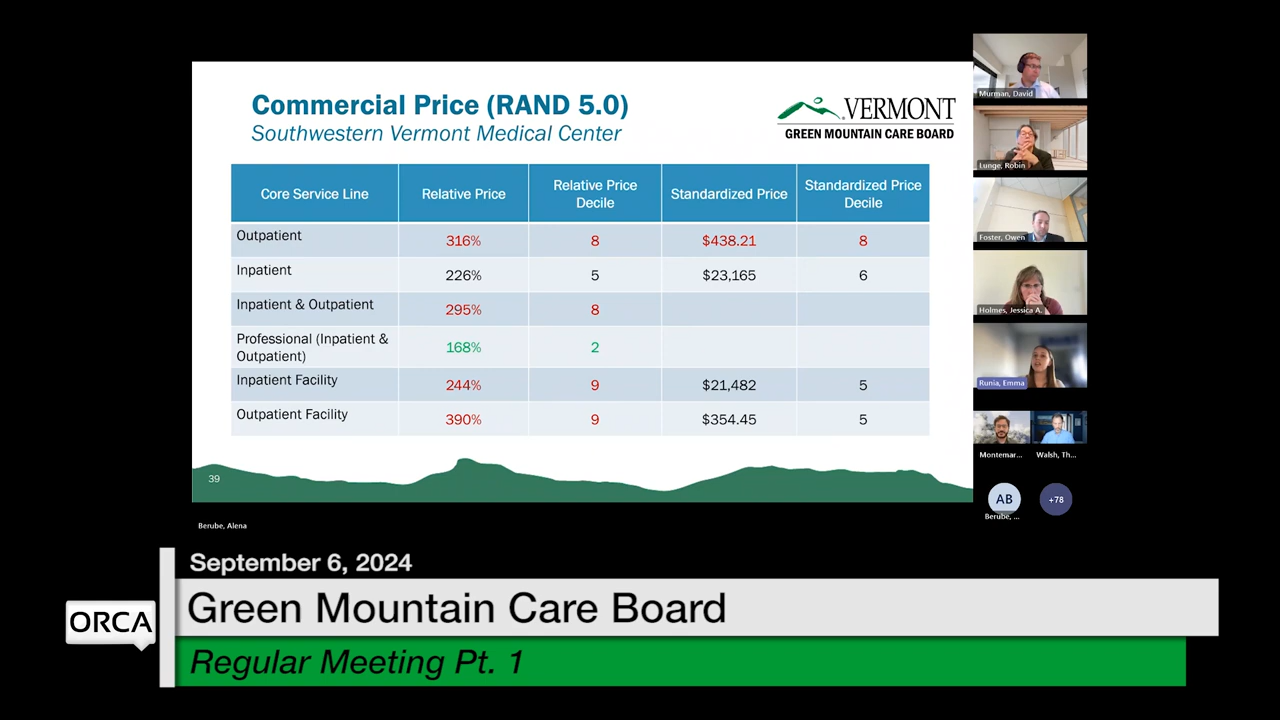 Commercial Price (RAND 5.0)
Southwestern Vermont Medical Center
VERMONT
GREEN MOUNTAIN CARE BOARD
Core Service Line | Relative Price | Relative Price Decile | Standardized Price | Standardized Price Decile
Outpatient | 316% | 8 | $438.21 | 8
Inpatient | 226% | 5 | $23,165 | 6
Inpatient & Outpatient | 295% | 8
Professional (Inpatient & Outpatient) | 168% | 2
Inpatient Facility | 244% | 9 | $21,482 | 5
Outpatient Facility | 390% | 9 | $354.45 | 5
39
Berube, Alena
Murman, David
Lunge, Robin
Foster, Owen
Holmes, Jessica A.
Runia, Emma
Montemar...
Walsh, Th...
AB
+78
Berube, ...
September 6, 2024
ORCA
Green Mountain Care Board
Regular Meeting Pt. 1